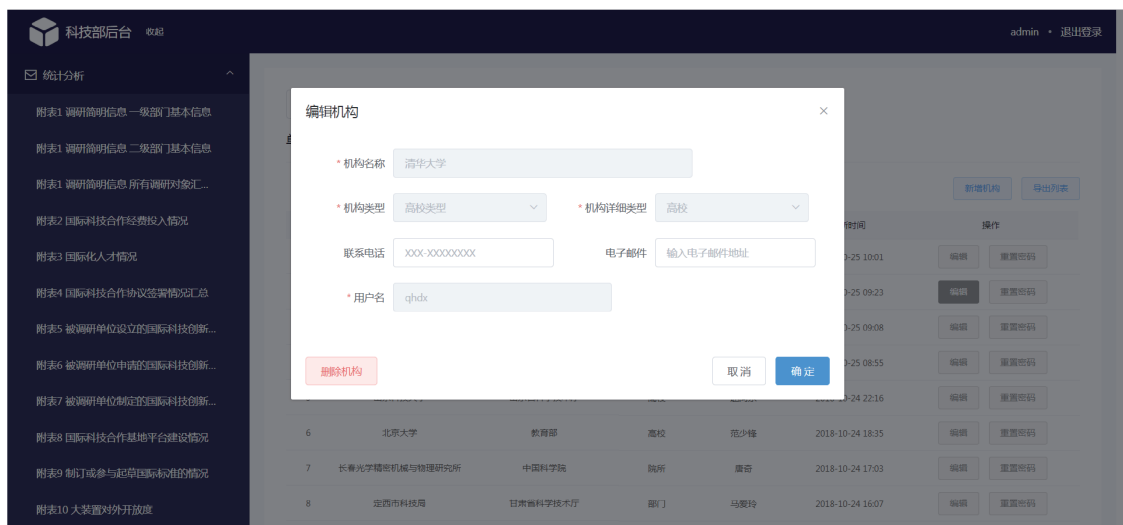 科技部后台 收起 admin • 退出登录
统计分析
附表1 调研简明信息 一级部门基本信息
附表1 调研简明信息 二级部门基本信息
附表1 调研简明信息 所有调研对象汇...
附表2 国际科技合作经费投入情况
附表3 国际化人才情况
附表4 国际科技合作协议签署情况汇总
附表5 被调研单位设立的国际科技创新...
附表6 被调研单位申请的国际科技创新...
附表7 被调研单位制定的国际科技创新...
附表8 国际科技合作基地平台建设情况
附表9 制订或参与起草国际标准的情况
附表10 大装置对外开放度
编辑机构 ×
* 机构名称 清华大学
* 机构类型 高校类型 * 机构详细类型 高校
联系电话 XXX-XXXXXXXX 电子邮件 输入电子邮件地址
* 用户名 qhdx
删除机构 取消 确定
新增机构 导出列表
时间 操作
0-25 10:01 编辑 重置密码
0-25 09:23 编辑 重置密码
0-25 09:08 编辑 重置密码
0-25 08:55 编辑 重置密码
0-24 22:16 编辑 重置密码
6 北京大学 教育部 高校 范少锋 2018-10-24 18:35 编辑 重置密码
7 长春光学精密机械与物理研究所 中国科学院 院所 唐奇 2018-10-24 17:03 编辑 重置密码
8 定西市科技局 甘肃省科学技术厅 部门 马爱玲 2018-10-24 16:07 编辑 重置密码